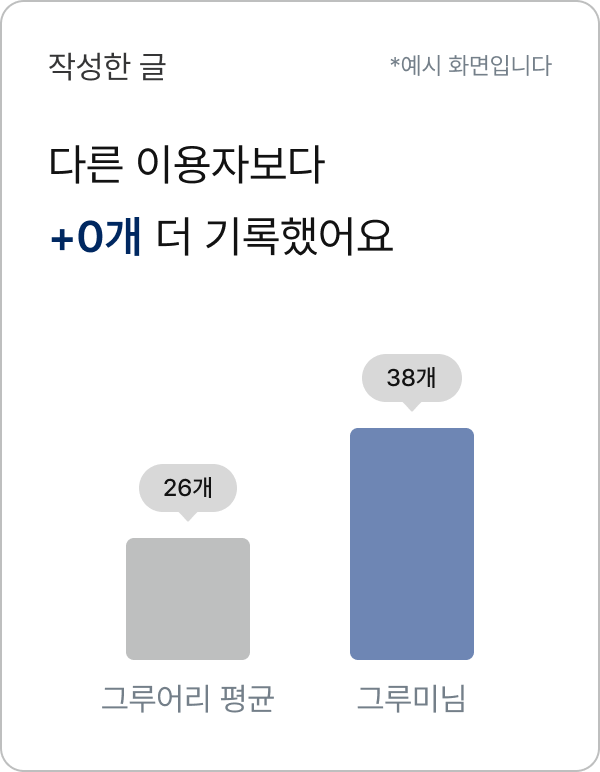 작성한 글
*예시 화면입니다
다른 이용자보다
+0개 더 기록했어요
38개
26개
그루어리 평균
그루미님